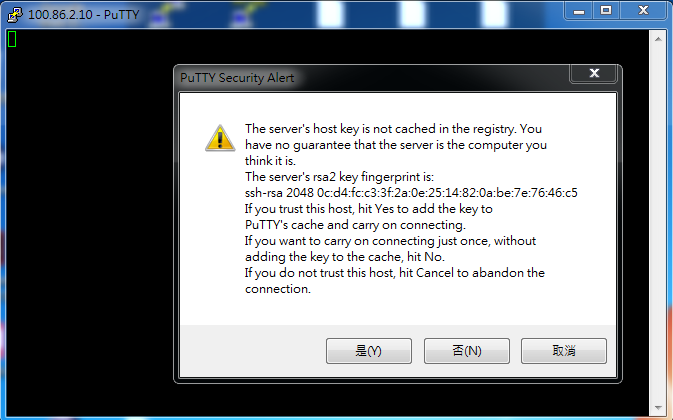 100.86.2.10 - PuTTY
PuTTY Security Alert
The server's host key is not cached in the registry. You
have no guarantee that the server is the computer you
think it is.
The server's rsa2 key fingerprint is:
ssh-rsa 2048 0c:d4:fc:c3:3f:2a:0e:25:14:82:0a:be:7e:76:46:c5
If you trust this host, hit Yes to add the key to
PuTTY's cache and carry on connecting.
If you want to carry on connecting just once, without
adding the key to the cache, hit No.
If you do not trust this host, hit Cancel to abandon the
connection.
是(Y) 否(N) 取消